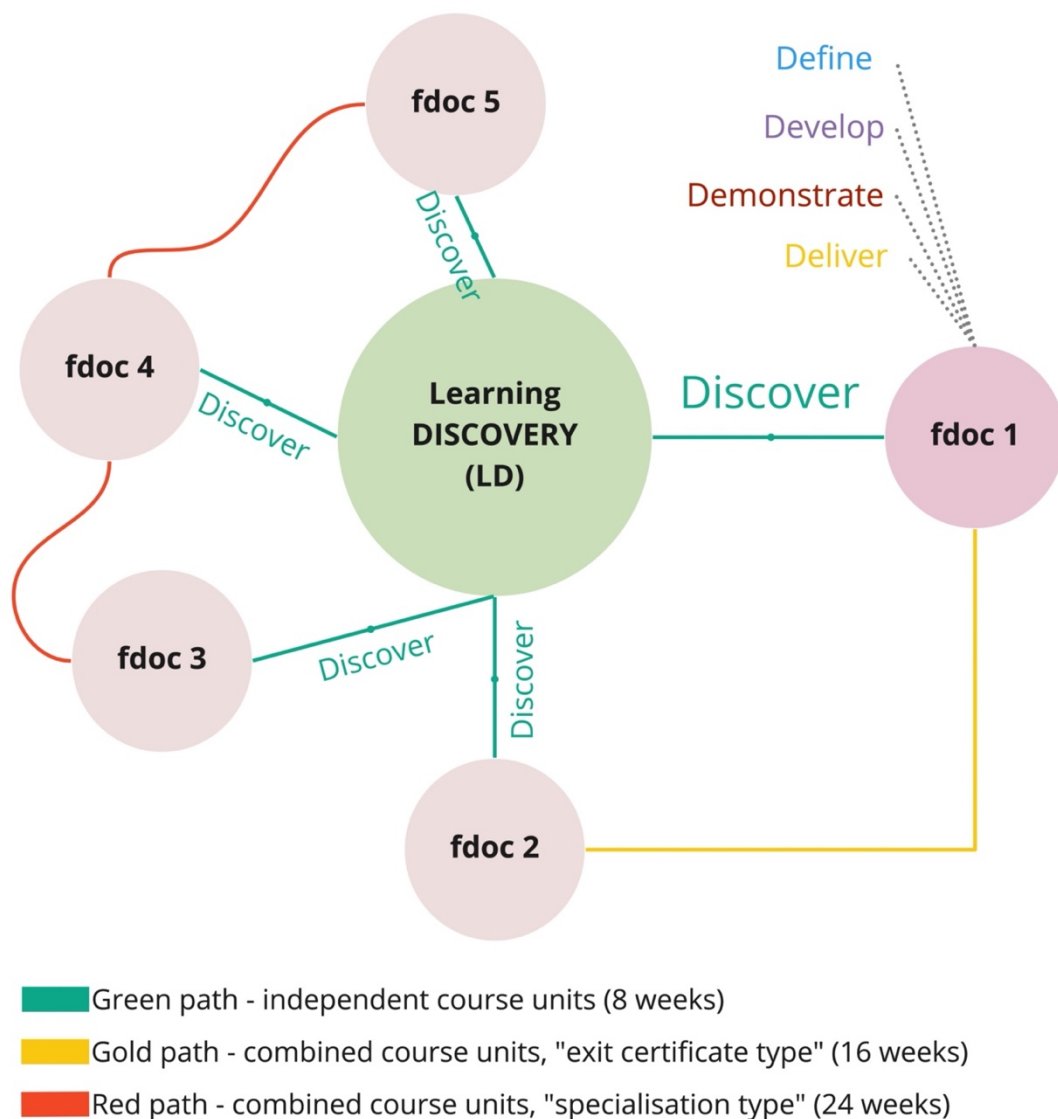 fdoc 5
Define
Develop
Demonstrate
Deliver
Discover
fdoc 4
Discover
Learning
DISCOVERY
(LD)
Discover
fdoc 1
fdoc 3
Discover
Discover
fdoc 2
Green path - independent course units (8 weeks)
Gold path - combined course units, "exit certificate type" (16 weeks)
Red path - combined course units, "specialisation type" (24 weeks)